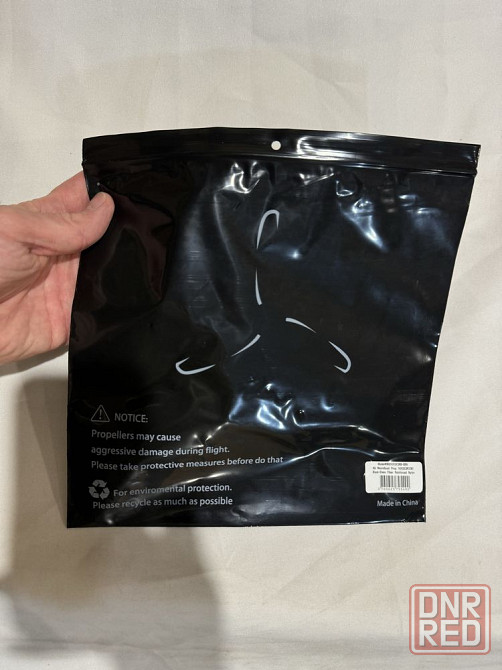 NOTICE:
Propellers may cause
aggressive damage during flight.
Please take protective measures before do that
For enviromental protection.
Please recycle as much as possible
Made in China
DNR
RED